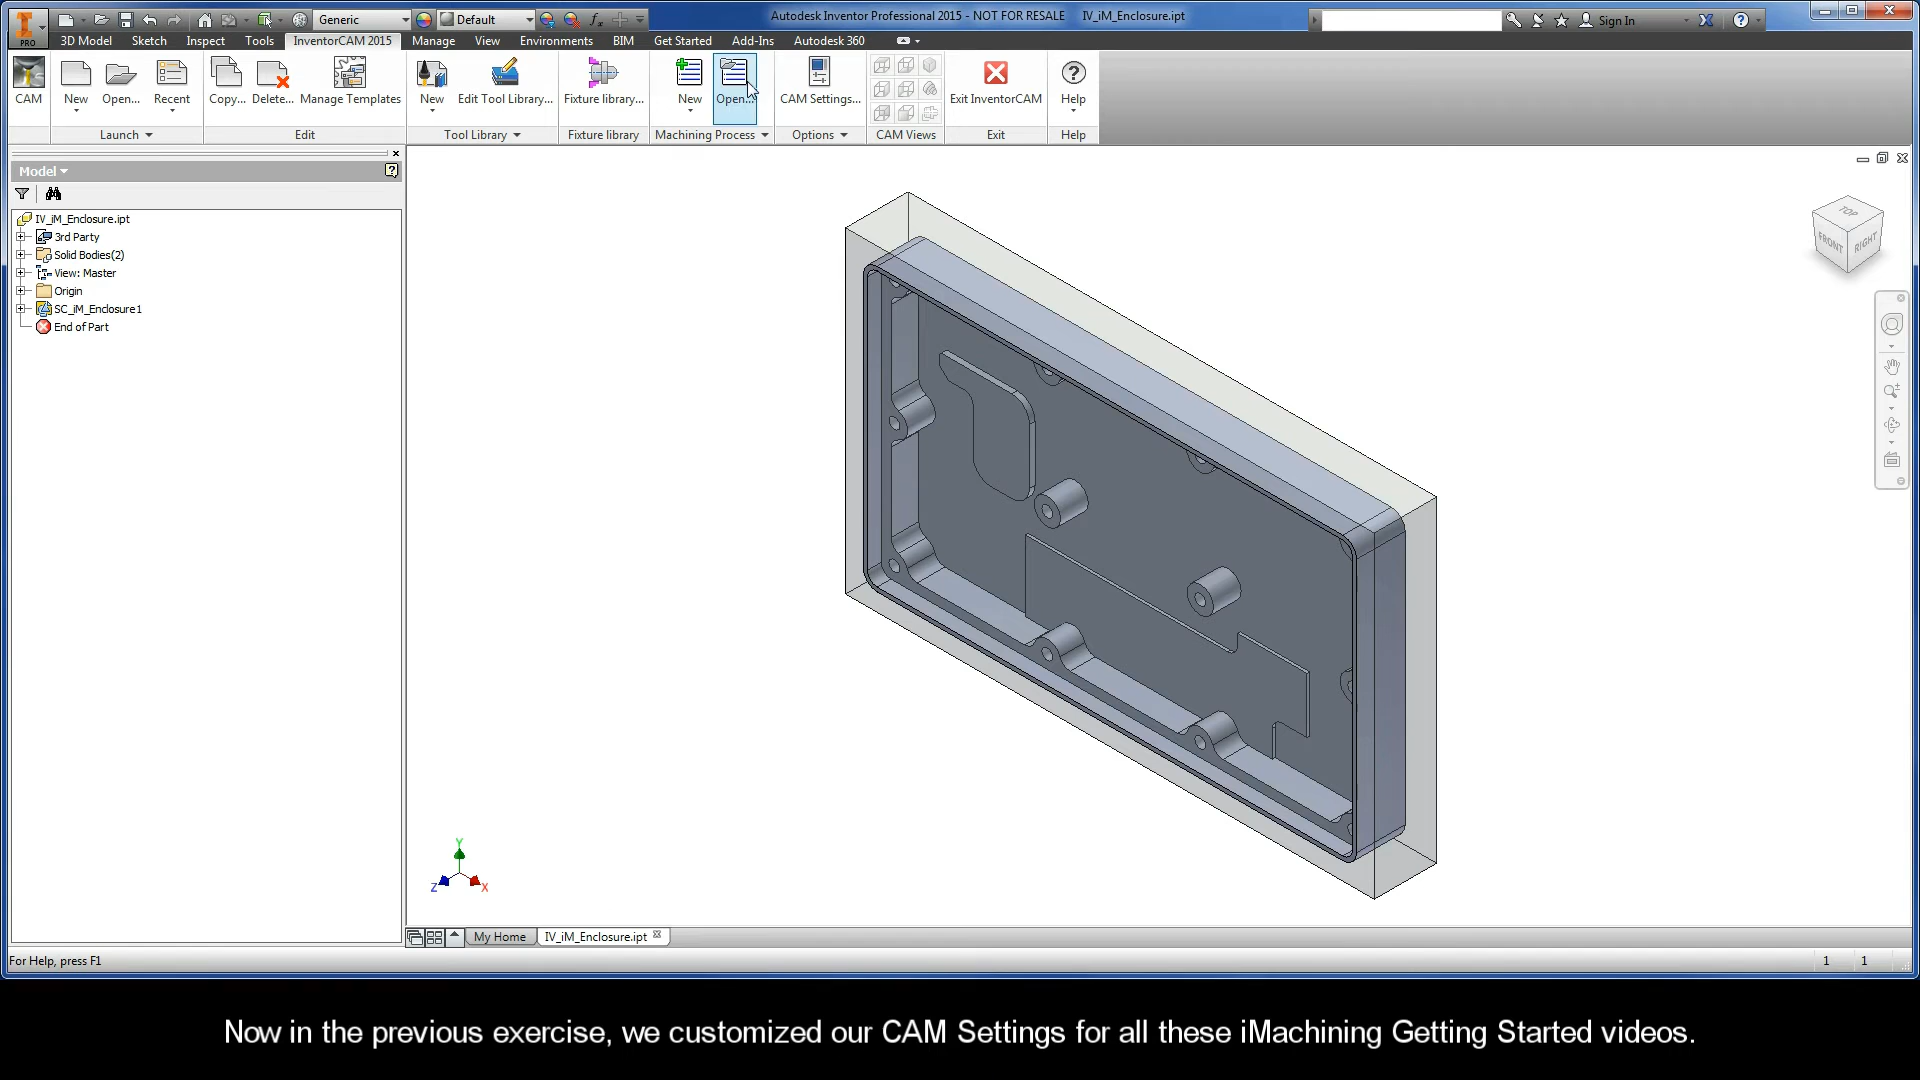 Generic
Default
Autodesk Inventor Professional 2015 - NOT FOR RESALE IV_iM_Enclosure.ipt
Sign In
PRO
3D Model Sketch Inspect Tools InventorCAM 2015 Manage View Environments BIM Get Started Add-Ins Autodesk 360
CAM New Open... Recent Copy... Delete... Manage Templates New Edit Tool Library... Fixture library... New Open... CAM Settings... Exit InventorCAM Help
Launch Edit Tool Library Fixture library Machining Process Options CAM Views Exit Help
Model
IV_iM_Enclosure.ipt
3rd Party
Solid Bodies(2)
View: Master
Origin
SC_iM_Enclosure1
End of Part
TOP
FRONT RIGHT
Y
Z X
My Home IV_iM_Enclosure.ipt
For Help, press F1
1 1
Now in the previous exercise, we customized our CAM Settings for all these iMachining Getting Started videos.